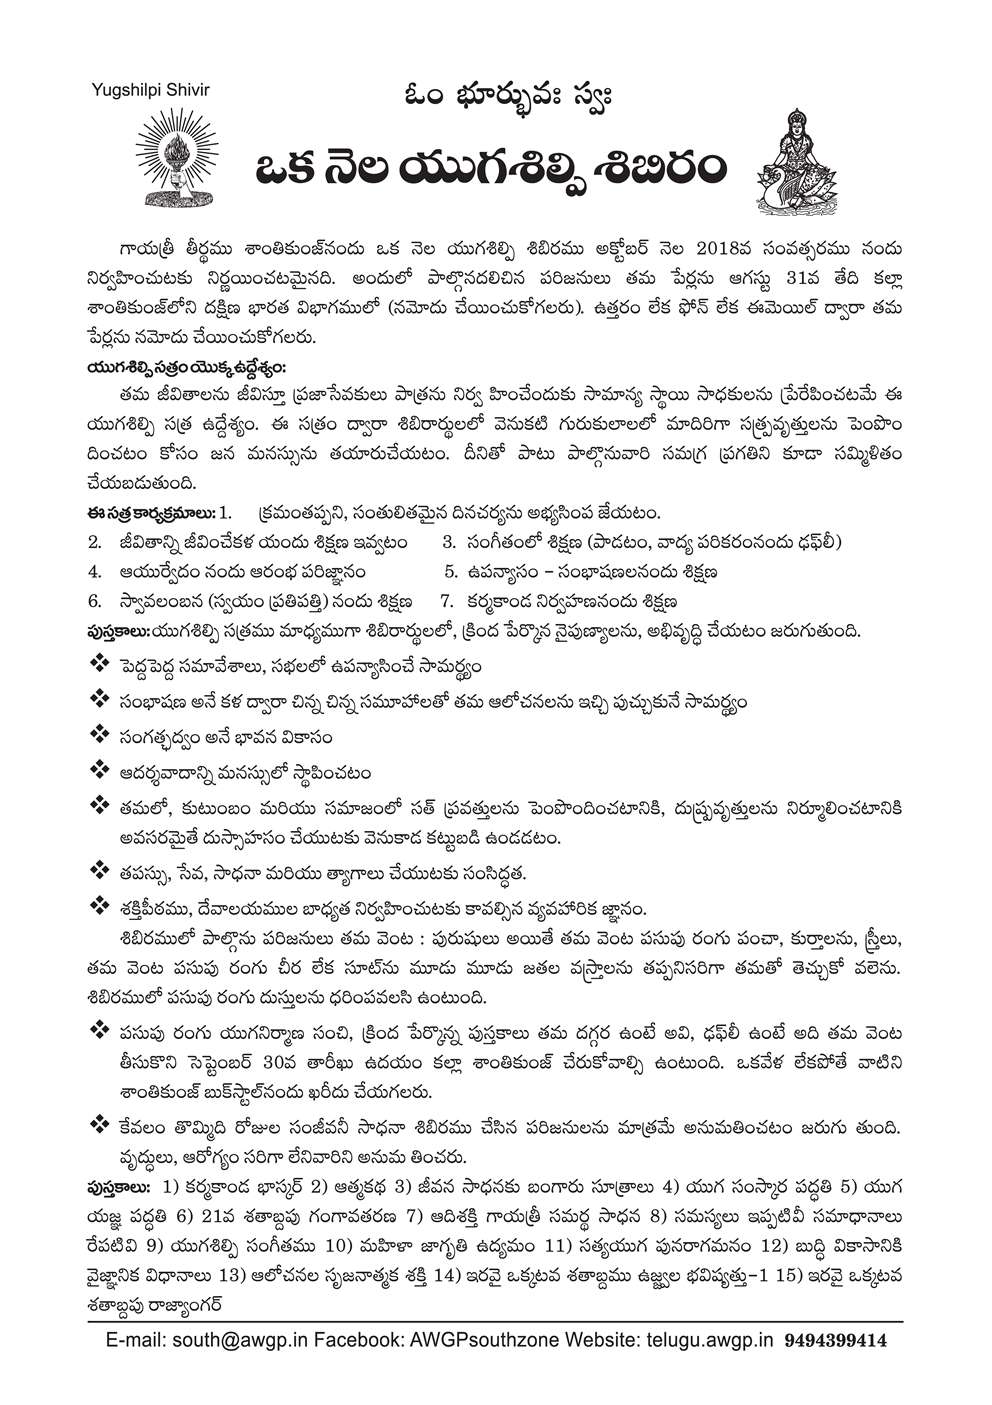 Yugshilpi Shivir
ఓం భూర్భువః స్వః
ఒక నెల యుగశిల్పి శిబిరం
గాయత్రీ తీర్థము శాంతికుంజ్‌నందు ఒక నెల యుగశిల్పి శిబిరము అక్టోబర్ నెల 2018వ సంవత్సరము నందు
నిర్వహించుటకు నిర్ణయించటమైనది. అందులో పాల్గొనదలిచిన పరిజనులు తమ పేర్లను ఆగస్టు 31వ తేది కల్లా
శాంతికుంజ్‌లోని దక్షిణ భారత విభాగములో (నమోదు చేయించుకోగలరు). ఉత్తరం లేక ఫోన్ లేక ఈమెయిల్ ద్వారా తమ
పేర్లను నమోదు చేయించుకోగలరు.
యుగశిల్పి సత్రం యొక్క ఉద్దేశ్యం:
తమ జీవితాలను జీవిస్తూ ప్రజాసేవకులు పాత్రను నిర్వ హించేందుకు సామాన్య స్థాయి సాధకులను ప్రేరేపించటమే ఈ
యుగశిల్పి సత్ర ఉద్దేశ్యం. ఈ సత్రం ద్వారా శిబిరార్థులలో వెనుకటి గురుకులాలలో మాదిరిగా సత్ప్రవృత్తులను పెంపొం
దించటం కోసం జన మనస్సును తయారుచేయటం. దీనితో పాటు పాల్గొనువారి సమగ్ర ప్రగతిని కూడా సమ్మిళితం
చేయబడుతుంది.
ఈ సత్ర కార్యక్రమాలు: 1. క్రమంతప్పని, సంతులితమైన దినచర్యను అభ్యసింప జేయటం.
2. జీవితాన్ని జీవించేకళ యందు శిక్షణ ఇవ్వటం 3. సంగీతంలో శిక్షణ (పాడటం, వాద్య పరికరంనందు ఢఫ్‌లీ)
4. ఆయుర్వేదం నందు ఆరంభ పరిజ్ఞానం 5. ఉపన్యాసం – సంభాషణలనందు శిక్షణ
6. స్వావలంబన (స్వయం ప్రతిపత్తి) నందు శిక్షణ 7. కర్మకాండ నిర్వహణనందు శిక్షణ
పుస్తకాలు: యుగశిల్పి సత్రము మాధ్యముగా శిబిరార్థులలో, క్రింద పేర్కొన నైపుణ్యాలను, అభివృద్ధి చేయటం జరుగుతుంది.
❖ పెద్దపెద్ద సమావేశాలు, సభలలో ఉపన్యాసించే సామర్థ్యం
❖ సంభాషణ అనే కళ ద్వారా చిన్న చిన్న సమూహాలతో తమ ఆలోచనలను ఇచ్చి పుచ్చుకునే సామర్థ్యం
❖ సంగత్ఛద్వం అనే భావన వికాసం
❖ ఆదర్శవాదాన్ని మనస్సులో స్థాపించటం
❖ తమలో, కుటుంబం మరియు సమాజంలో సత్ ప్రవత్తులను పెంపొందించటానికి, దుష్ప్రవృత్తులను నిర్మూలించటానికి
అవసరమైతే దుస్సాహసం చేయుటకు వెనుకాడ కట్టుబడి ఉండడటం.
❖ తపస్సు, సేవ, సాధనా మరియు త్యాగాలు చేయుటకు సంసిద్ధత.
❖ శక్తిపీఠము, దేవాలయముల బాధ్యత నిర్వహించుటకు కావల్సిన వ్యవహారిక జ్ఞానం.
శిబిరములో పాల్గొను పరిజనులు తమ వెంట : పురుషులు అయితే తమ వెంట పసుపు రంగు పంచా, కుర్తాలను, స్త్రీలు,
తమ వెంట పసుపు రంగు చీర లేక సూట్‌ను మూడు మూడు జతల వస్త్రాలను తప్పనిసరిగా తమతో తెచ్చుకో వలెను.
శిబిరములో పసుపు రంగు దుస్తులను ధరింపవలసి ఉంటుంది.
❖ పసుపు రంగు యుగనిర్మాణ సంచి, క్రింద పేర్కొన్న పుస్తకాలు తమ దగ్గర ఉంటే అవి, ఢఫ్‌లీ ఉంటే అది తమ వెంట
తీసుకొని సెప్టెంబర్ 30వ తారీఖు ఉదయం కల్లా శాంతికుంజ్ చేరుకోవాల్సి ఉంటుంది. ఒకవేళ లేకపోతే వాటిని
శాంతికుంజ్ బుక్‌స్టాల్‌నందు ఖరీదు చేయగలరు.
❖ కేవలం తొమ్మిది రోజుల సంజీవనీ సాధనా శిబిరము చేసిన పరిజనులను మాత్రమే అనుమతించటం జరుగు తుంది.
వృద్ధులు, ఆరోగ్యం సరిగా లేనివారిని అనుమ తించరు.
పుస్తకాలు: 1) కర్మకాండ భాస్కర్ 2) ఆత్మకథ 3) జీవన సాధనకు బంగారు సూత్రాలు 4) యుగ సంస్కార పద్ధతి 5) యుగ
యజ్ఞ పద్ధతి 6) 21వ శతాబ్దపు గంగావతరణ 7) ఆదిశక్తి గాయత్రీ సమర్థ సాధన 8) సమస్యలు ఇప్పటివీ సమాధానాలు
రేపటివి 9) యుగశిల్పి సంగీతము 10) మహిళా జాగృతి ఉద్యమం 11) సత్యయుగ పునరాగమనం 12) బుద్ధి వికాసానికి
వైజ్ఞానిక విధానాలు 13) ఆలోచనల సృజనాత్మక శక్తి 14) ఇరవై ఒక్కటవ శతాబ్దము ఉజ్జ్వల భవిష్యత్తు–1 15) ఇరవై ఒక్కటవ
శతాబ్దపు రాజ్యాంగర్
E-mail: south@awgp.in Facebook: AWGPsouthzone Website: telugu.awgp.in 9494399414